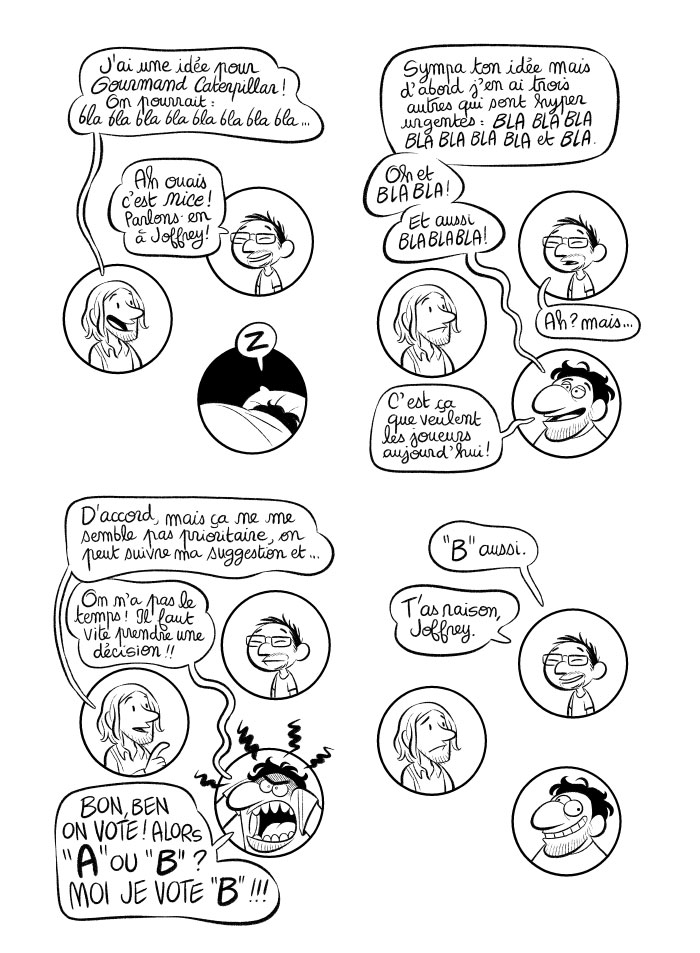 J'ai une idée pour
Gourmand Caterpillar!
On pourrait :
bla bla bla bla bla bla bla bla...
Ah ouais
c'est nice!
Parlons-en
à Joffrey!
Z
Sympa ton idée mais
d'abord j'en ai trois
autres qui sont hyper
urgentes : BLA BLA BLA
BLA BLA BLA BLA et BLA.
Oh et
BLA BLA!
Et aussi
BLABLABLA!
Ah? mais...
C'est ça
que veulent
les joueurs
aujourd'hui!
D'accord, mais ça ne me
semble pas prioritaire, on
peut suivre ma suggestion et...
On n'a pas le
temps! Il faut
vite prendre une
décision!!
BON, BEN
ON VOTE! ALORS
"A" OU "B"?
MOI JE VOTE "B"!!!
"B" aussi.
T'as raison,
Joffrey.